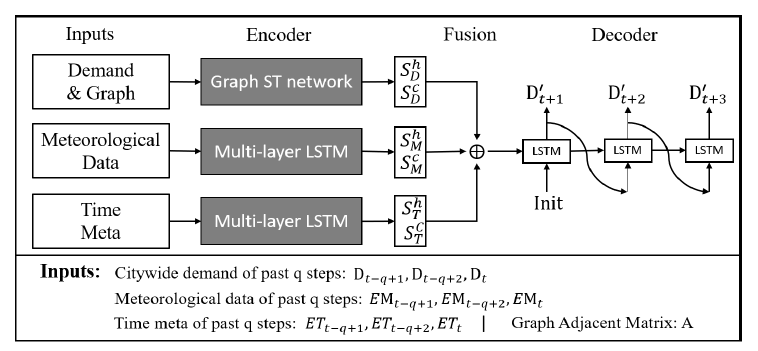 Inputs Encoder Fusion Decoder
Demand & Graph
Graph ST network
S_D^h
S_D^c
Meteorological Data
Multi-layer LSTM
S_M^h
S_M^c
Time Meta
Multi-layer LSTM
S_T^h
S_T^C
⊕
D′_{t+1} D′_{t+2} D′_{t+3}
LSTM LSTM LSTM
Init
Inputs: Citywide demand of past q steps: D_{t−q+1}, D_{t−q+2}, D_t
Meteorological data of past q steps: EM_{t−q+1}, EM_{t−q+2}, EM_t
Time meta of past q steps: ET_{t−q+1}, ET_{t−q+2}, ET_t | Graph Adjacent Matrix: A